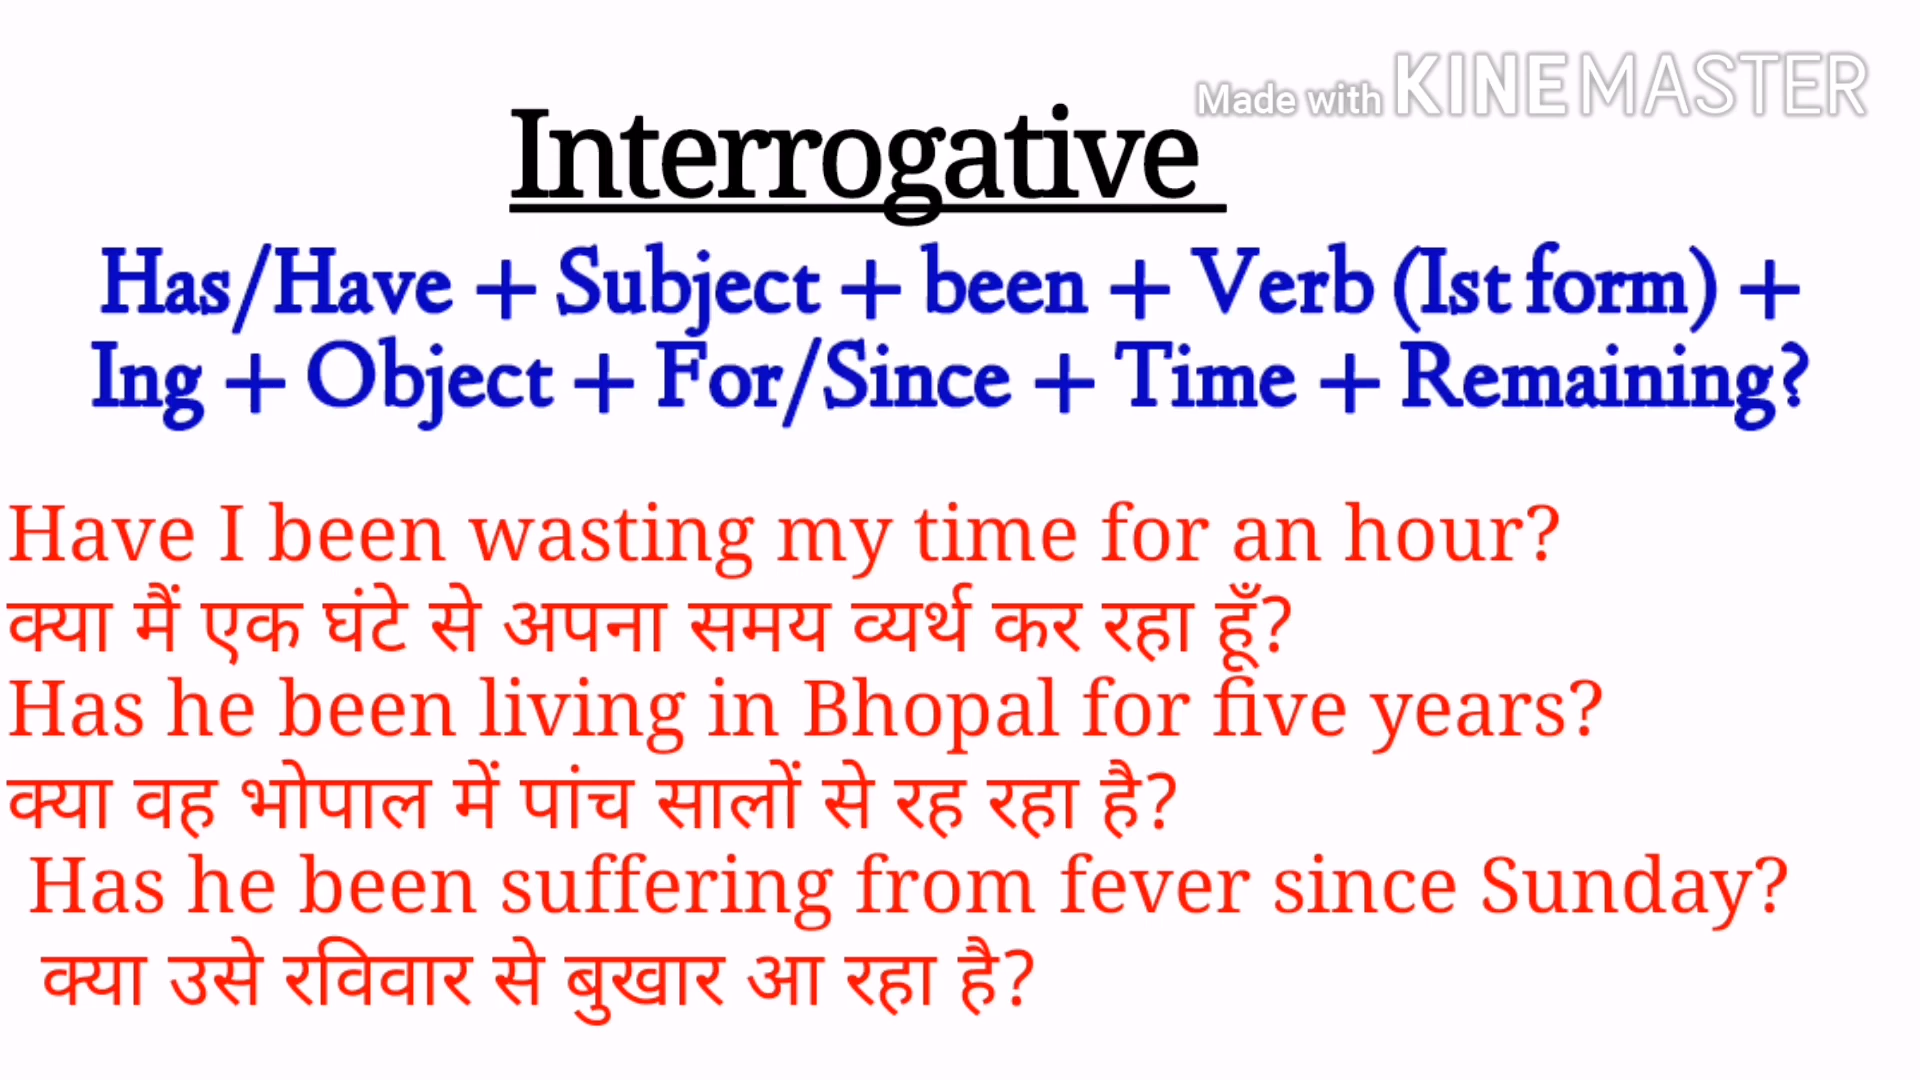 Made with KINEMASTER
Interrogative
Has/Have + Subject + been + Verb (Ist form) +
Ing + Object + For/Since + Time + Remaining?
Have I been wasting my time for an hour?
क्या मैं एक घंटे से अपना समय व्यर्थ कर रहा हूँ?
Has he been living in Bhopal for five years?
क्या वह भोपाल में पांच सालों से रह रहा है?
Has he been suffering from fever since Sunday?
क्या उसे रविवार से बुखार आ रहा है?